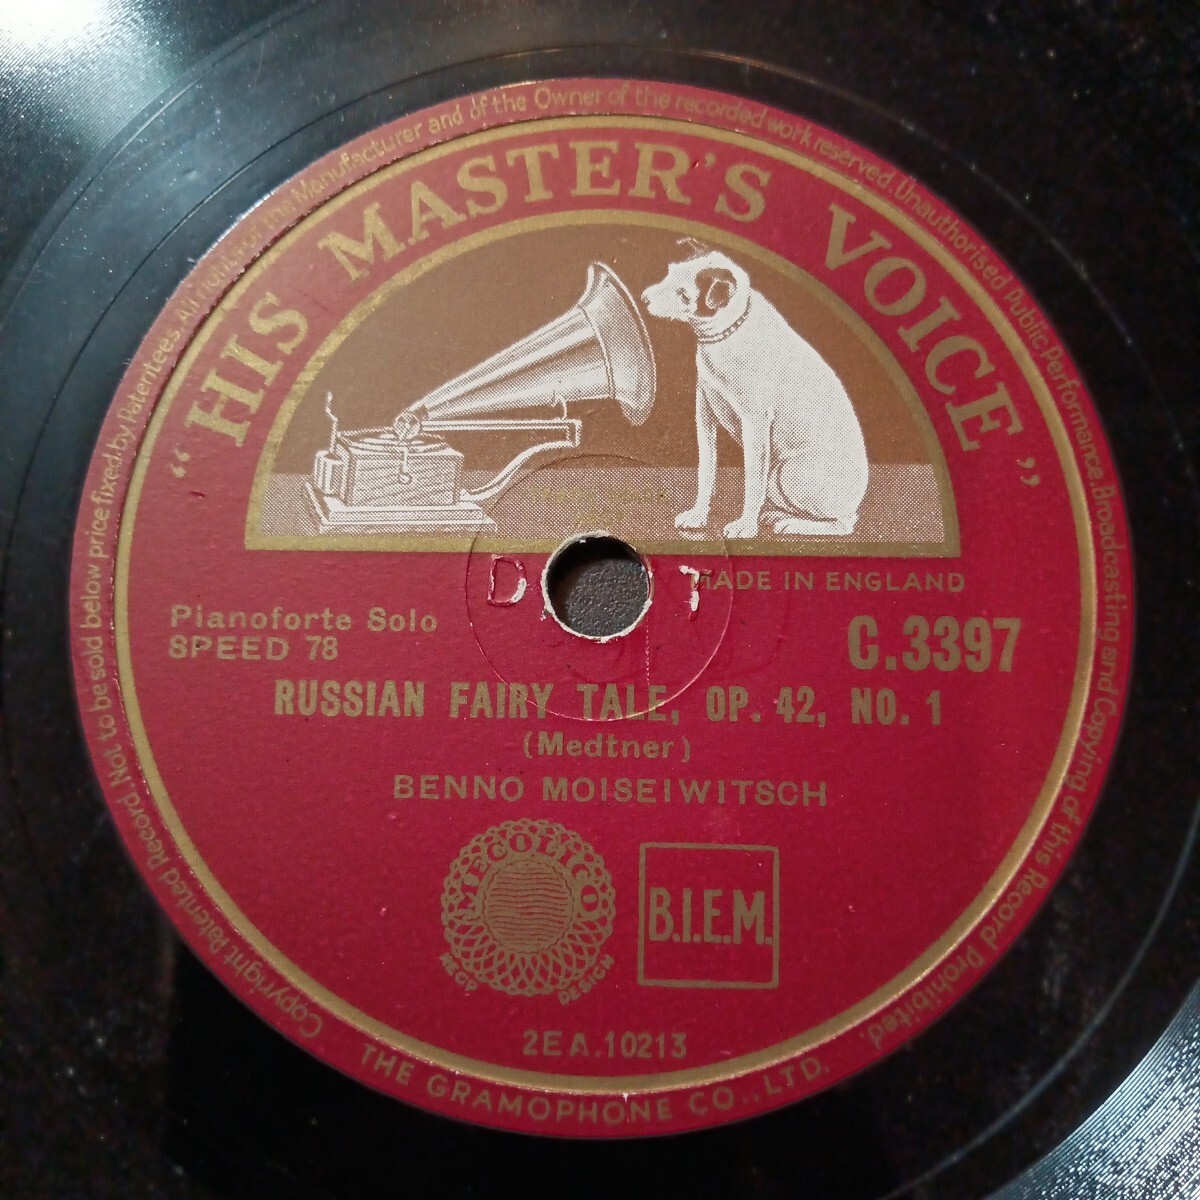 All rights of the Manufacturer and of the Owner of the recorded work reserved. Unauthorised Public Performance, Broadcasting and Copying of this Record Prohibited.
Copyright. Patented Record. Not to be sold below price fixed by Patentees.
"HIS MASTER'S VOICE"
D T
MADE IN ENGLAND
Pianoforte Solo
SPEED 78
C.3397
RUSSIAN FAIRY TALE, OP. 42, NO. 1
(Medtner)
BENNO MOISEIWITSCH
MECOLICO
REGD DESIGN
B.I.E.M.
2EA.10213
THE GRAMOPHONE CO., LTD.